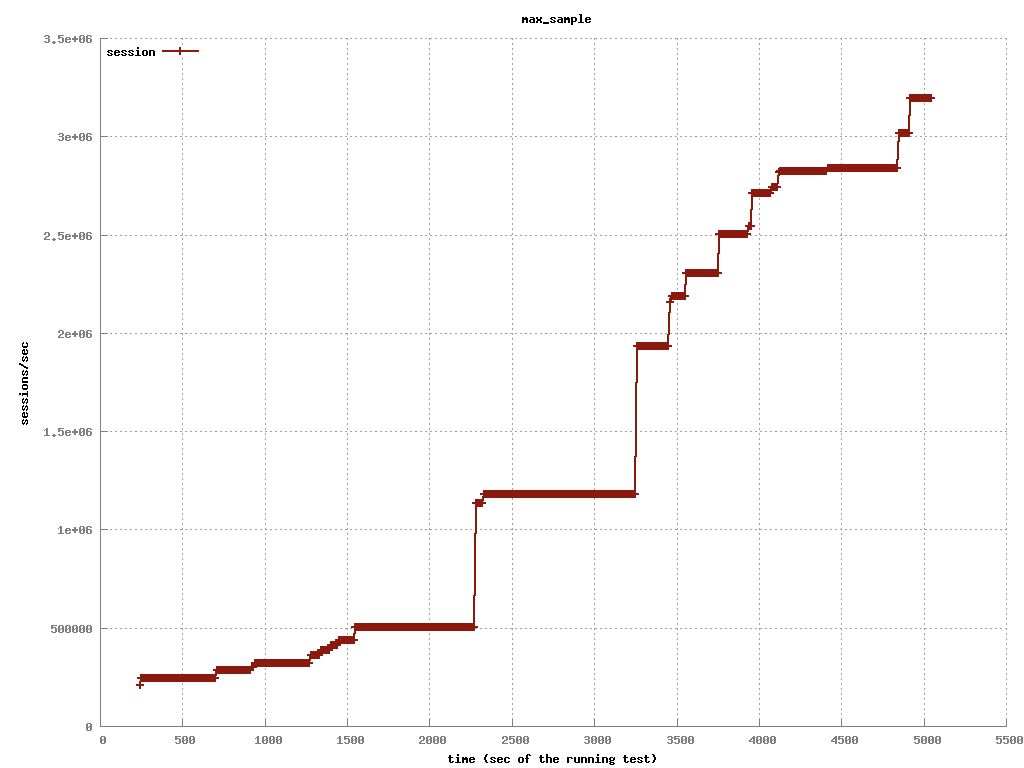 max_sample
3.5e+06
session
3e+06
2.5e+06
2e+06
sessions/sec
1.5e+06
1e+06
500000
0
0 500 1000 1500 2000 2500 3000 3500 4000 4500 5000 5500
time (sec of the running test)